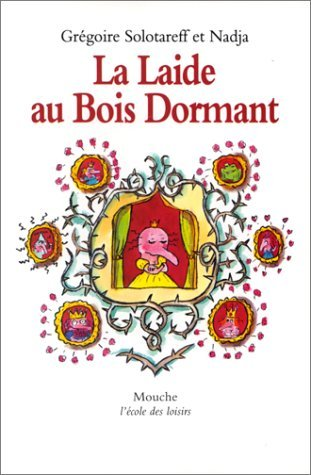 Grégoire Solotareff et Nadja
La Laide
au Bois Dormant
Mouche
l'école des loisirs